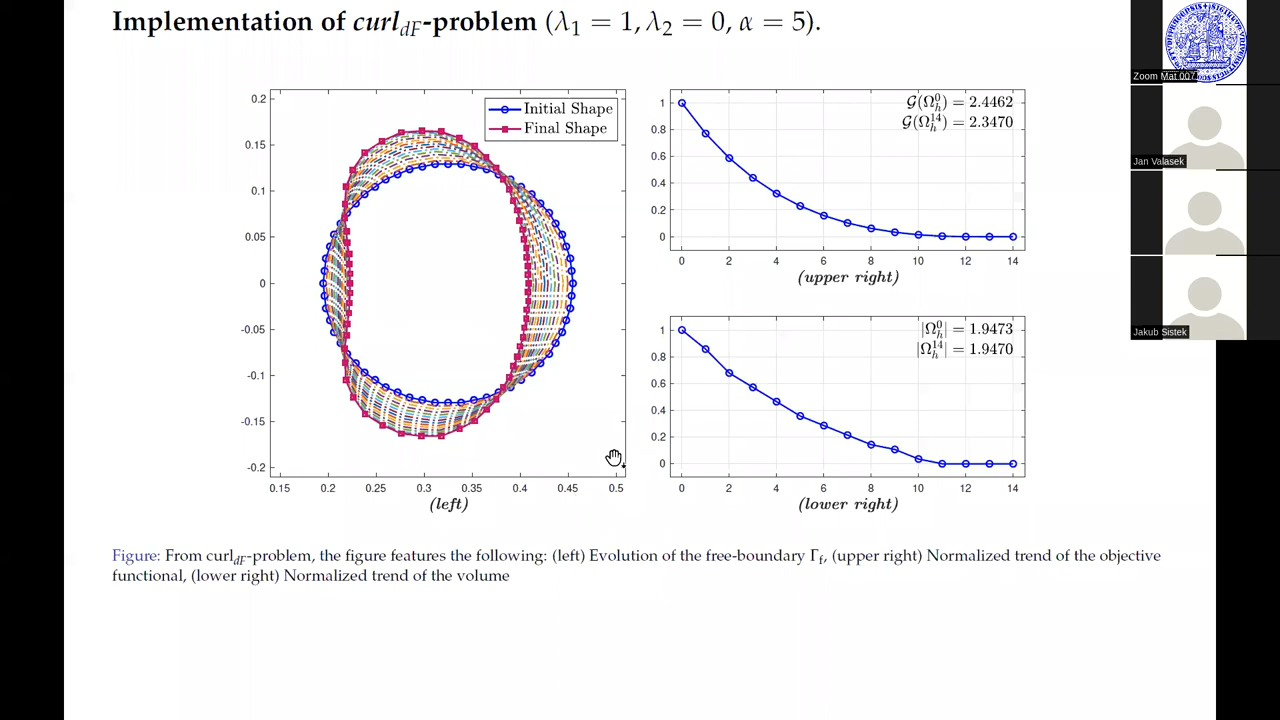 Implementation of curl_dF-problem (λ₁ = 1, λ₂ = 0, α = 5).
Zoom Mat 007
Jan Valasek
Jakub Sistek
0.2
0.15
0.1
0.05
0
-0.05
-0.1
-0.15
-0.2
Initial Shape
Final Shape
0.15 0.2 0.25 0.3 0.35 0.4 0.45 0.5
(left)
1
0.8
0.6
0.4
0.2
0
𝒢(Ω_h^0) = 2.4462
𝒢(Ω_h^14) = 2.3470
0 2 4 6 8 10 12 14
(upper right)
1
0.8
0.6
0.4
0.2
0
|Ω_h^0| = 1.9473
|Ω_h^14| = 1.9470
0 2 4 6 8 10 12 14
(lower right)
Figure: From curl_dF-problem, the figure features the following: (left) Evolution of the free-boundary Γ_f, (upper right) Normalized trend of the objective
functional, (lower right) Normalized trend of the volume